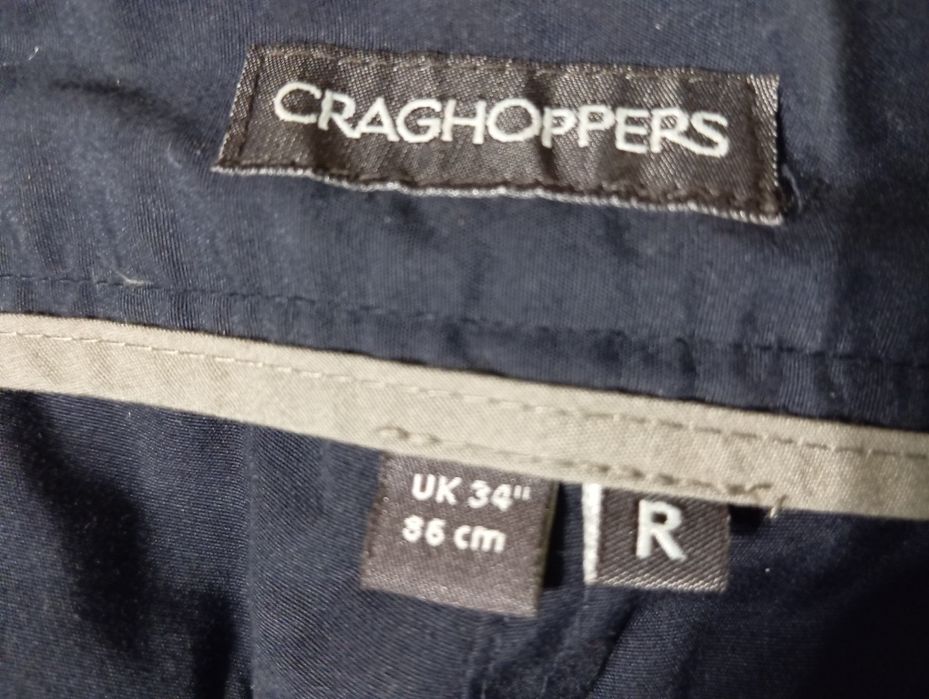 CRAGHOPPERS
UK 34"
86 cm
R